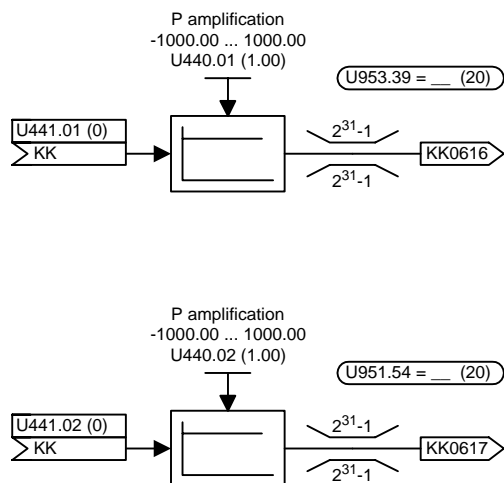 P amplification
-1000.00 ... 1000.00
U440.01 (1.00)
U953.39 = __ (20)
U441.01 (0)
KK
2³¹-1
KK0616
2³¹-1
P amplification
-1000.00 ... 1000.00
U440.02 (1.00)
U951.54 = __ (20)
U441.02 (0)
KK
2³¹-1
KK0617
2³¹-1